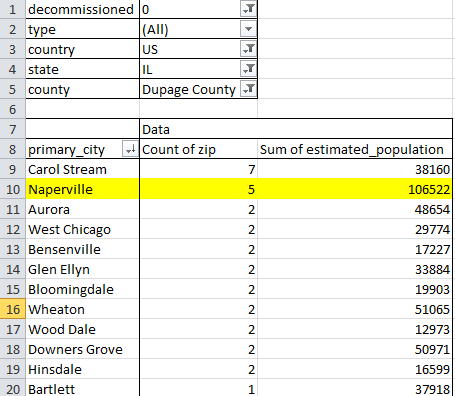 1 decommissioned 0
2 type (All)
3 country US
4 state IL
5 county Dupage County
6
7 Data
8 primary_city Count of zip Sum of estimated_population
9 Carol Stream 7 38160
10 Naperville 5 106522
11 Aurora 2 48654
12 West Chicago 2 29774
13 Bensenville 2 17227
14 Glen Ellyn 2 33884
15 Bloomingdale 2 19903
16 Wheaton 2 51065
17 Wood Dale 2 12973
18 Downers Grove 2 50971
19 Hinsdale 2 16599
20 Bartlett 1 37918